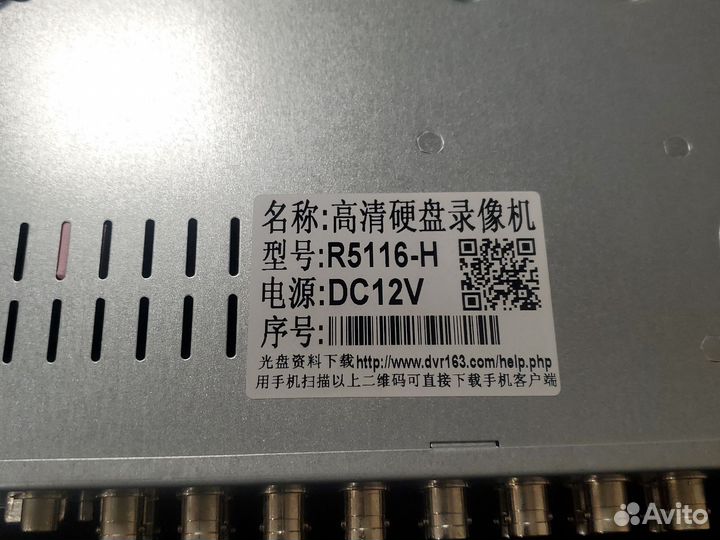 名称:高清硬盘录像机
型号:R5116-H
电源:DC12V
序号:
光盘资料下载http://www.dvr163.com/help.php
用手机扫描以上二维码可直接下载手机客户端
Avito